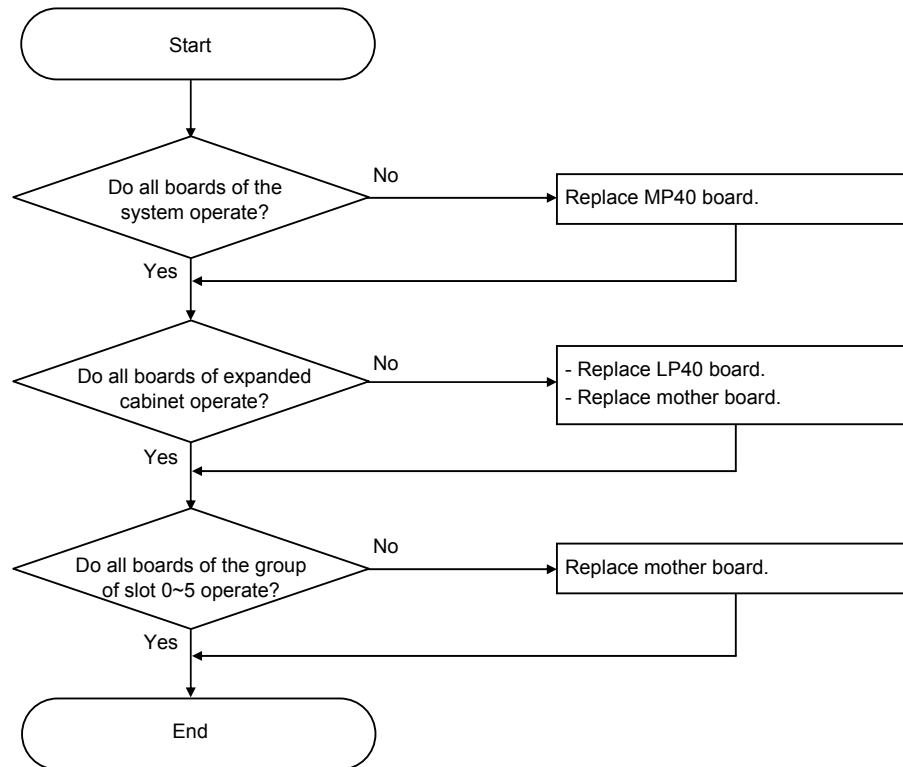 Start
Do all boards of the
system operate?
No
Replace MP40 board.
Yes
Do all boards of expanded
cabinet operate?
No
- Replace LP40 board.
- Replace mother board.
Yes
Do all boards of the group
of slot 0~5 operate?
No
Replace mother board.
Yes
End